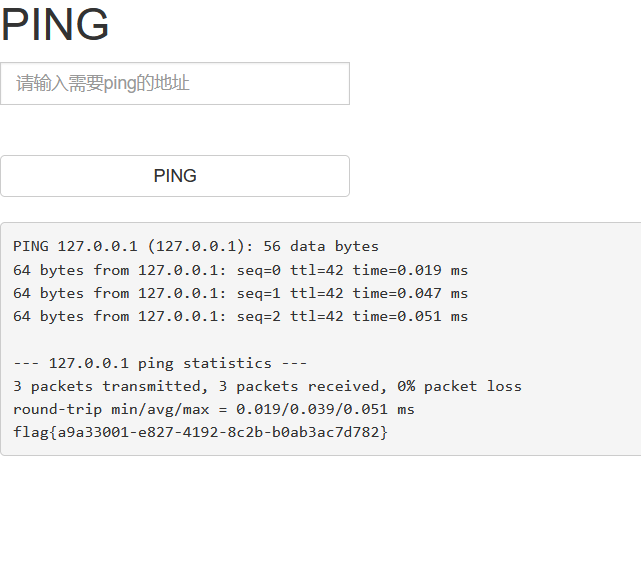 PING
请输入需要ping的地址
PING
PING 127.0.0.1 (127.0.0.1): 56 data bytes
64 bytes from 127.0.0.1: seq=0 ttl=42 time=0.019 ms
64 bytes from 127.0.0.1: seq=1 ttl=42 time=0.047 ms
64 bytes from 127.0.0.1: seq=2 ttl=42 time=0.051 ms
--- 127.0.0.1 ping statistics ---
3 packets transmitted, 3 packets received, 0% packet loss
round-trip min/avg/max = 0.019/0.039/0.051 ms
flag{a9a33001-e827-4192-8c2b-b0ab3ac7d782}